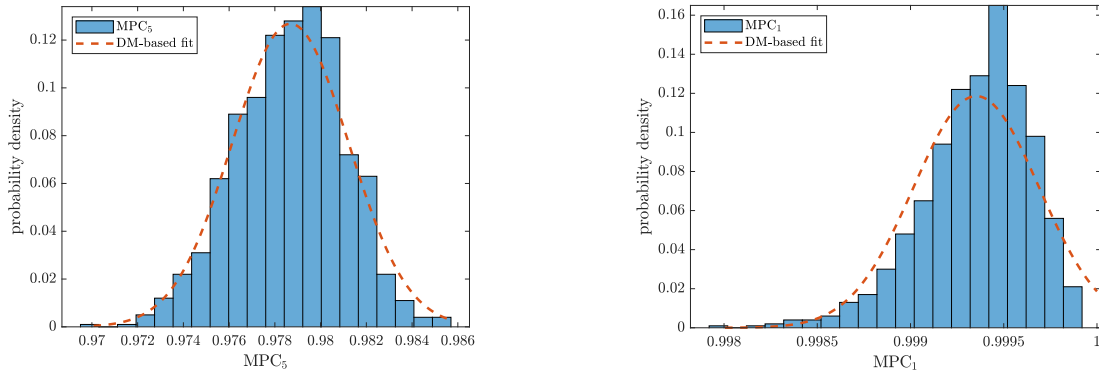 MPC₅
DM-based fit
probability density
0.12
0.1
0.08
0.06
0.04
0.02
0
0.97 0.972 0.974 0.976 0.978 0.98 0.982 0.984 0.986
MPC₅
MPC₁
DM-based fit
probability density
0.16
0.14
0.12
0.1
0.08
0.06
0.04
0.02
0
0.998 0.9985 0.999 0.9995 1
MPC₁